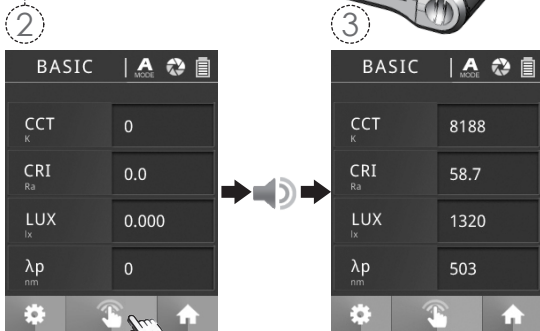 2
BASIC | A MODE
CCT K 0
CRI Ra 0.0
LUX lx 0.000
λp nm 0
3
BASIC | A MODE
CCT K 8188
CRI Ra 58.7
LUX lx 1320
λp nm 503